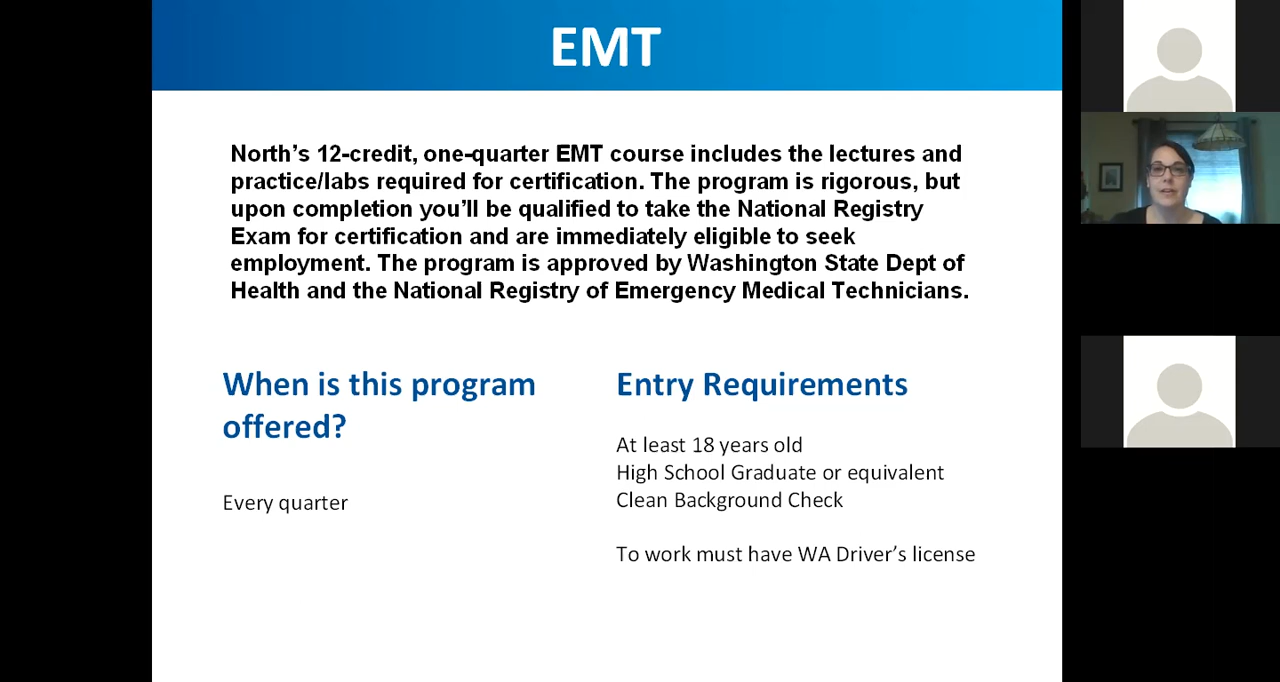 EMT
North’s 12-credit, one-quarter EMT course includes the lectures and
practice/labs required for certification. The program is rigorous, but
upon completion you’ll be qualified to take the National Registry
Exam for certification and are immediately eligible to seek
employment. The program is approved by Washington State Dept of
Health and the National Registry of Emergency Medical Technicians.
When is this program
offered?
Every quarter
Entry Requirements
At least 18 years old
High School Graduate or equivalent
Clean Background Check
To work must have WA Driver’s license